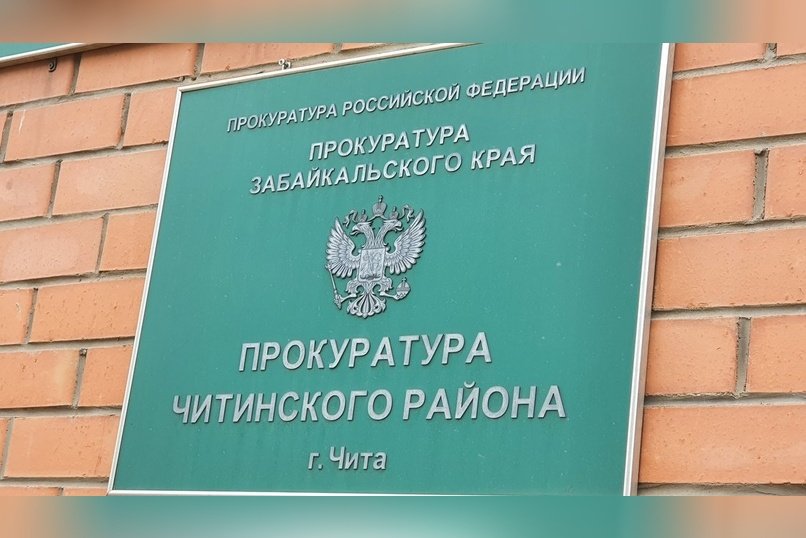 ПРОКУРАТУРА РОССИЙСКОЙ ФЕДЕРАЦИИ
ПРОКУРАТУРА
ЗАБАЙКАЛЬСКОГО КРАЯ
ПРОКУРАТУРА
ЧИТИНСКОГО РАЙОНА
г. Чита